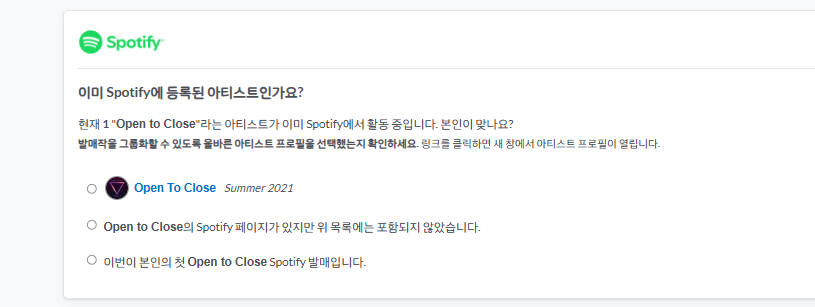 Spotify
이미 Spotify에 등록된 아티스트인가요?
현재 1 "Open to Close"라는 아티스트가 이미 Spotify에서 활동 중입니다. 본인이 맞나요?
발매작을 그룹화할 수 있도록 올바른 아티스트 프로필을 선택했는지 확인하세요. 링크를 클릭하면 새 창에서 아티스트 프로필이 열립니다.
Open To Close Summer 2021
Open to Close의 Spotify 페이지가 있지만 위 목록에는 포함되지 않았습니다.
이번이 본인의 첫 Open to Close Spotify 발매입니다.